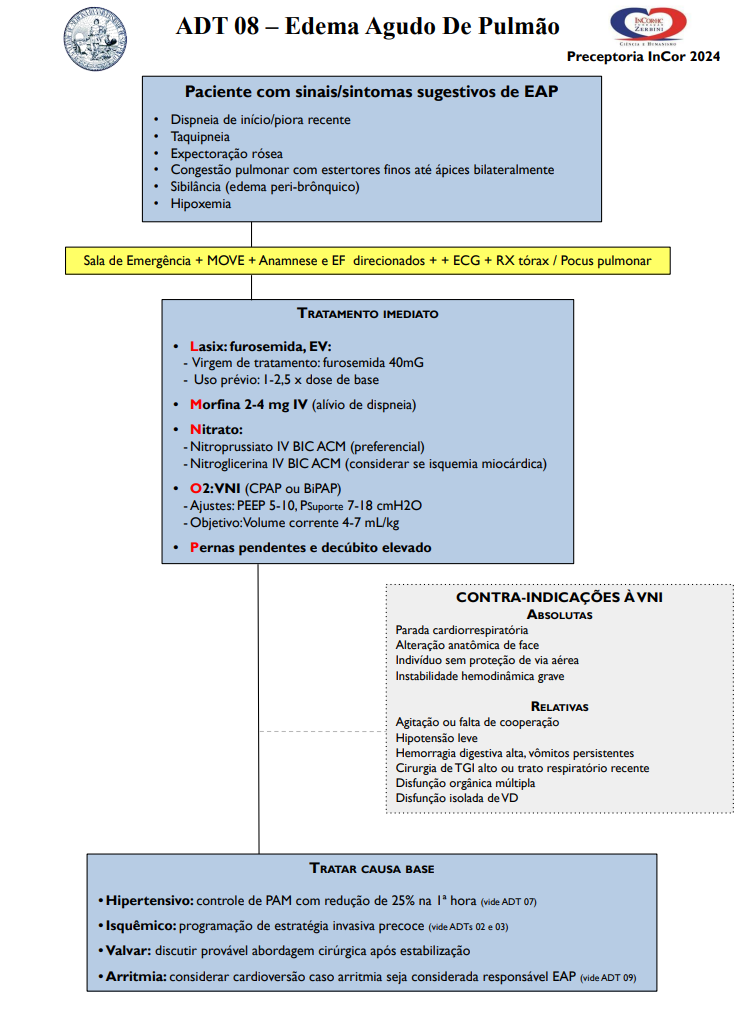 ADT 08 – Edema Agudo De Pulmão
INCORHC
FUNDAÇÃO
ZERBINI
CIÊNCIA E HUMANISMO
Preceptoria InCor 2024
Paciente com sinais/sintomas sugestivos de EAP
• Dispneia de início/piora recente
• Taquipneia
• Expectoração rósea
• Congestão pulmonar com estertores finos até ápices bilateralmente
• Sibilância (edema peri-brônquico)
• Hipoxemia
Sala de Emergência + MOVE + Anamnese e EF direcionados + + ECG + RX tórax / Pocus pulmonar
TRATAMENTO IMEDIATO
• Lasix: furosemida, EV:
- Virgem de tratamento: furosemida 40mG
- Uso prévio: 1-2,5 x dose de base
• Morfina 2-4 mg IV (alívio de dispneia)
• Nitrato:
- Nitroprussiato IV BIC ACM (preferencial)
- Nitroglicerina IV BIC ACM (considerar se isquemia miocárdica)
• O2: VNI (CPAP ou BiPAP)
- Ajustes: PEEP 5-10, PSuporte 7-18 cmH2O
- Objetivo: Volume corrente 4-7 mL/kg
• Pernas pendentes e decúbito elevado
CONTRA-INDICAÇÕES À VNI
ABSOLUTAS
Parada cardiorrespiratória
Alteração anatômica de face
Indivíduo sem proteção de via aérea
Instabilidade hemodinâmica grave
RELATIVAS
Agitação ou falta de cooperação
Hipotensão leve
Hemorragia digestiva alta, vômitos persistentes
Cirurgia de TGI alto ou trato respiratório recente
Disfunção orgânica múltipla
Disfunção isolada de VD
TRATAR CAUSA BASE
• Hipertensivo: controle de PAM com redução de 25% na 1ª hora (vide ADT 07)
• Isquêmico: programação de estratégia invasiva precoce (vide ADTs 02 e 03)
• Valvar: discutir provável abordagem cirúrgica após estabilização
• Arritmia: considerar cardioversão caso arritmia seja considerada responsável EAP (vide ADT 09)